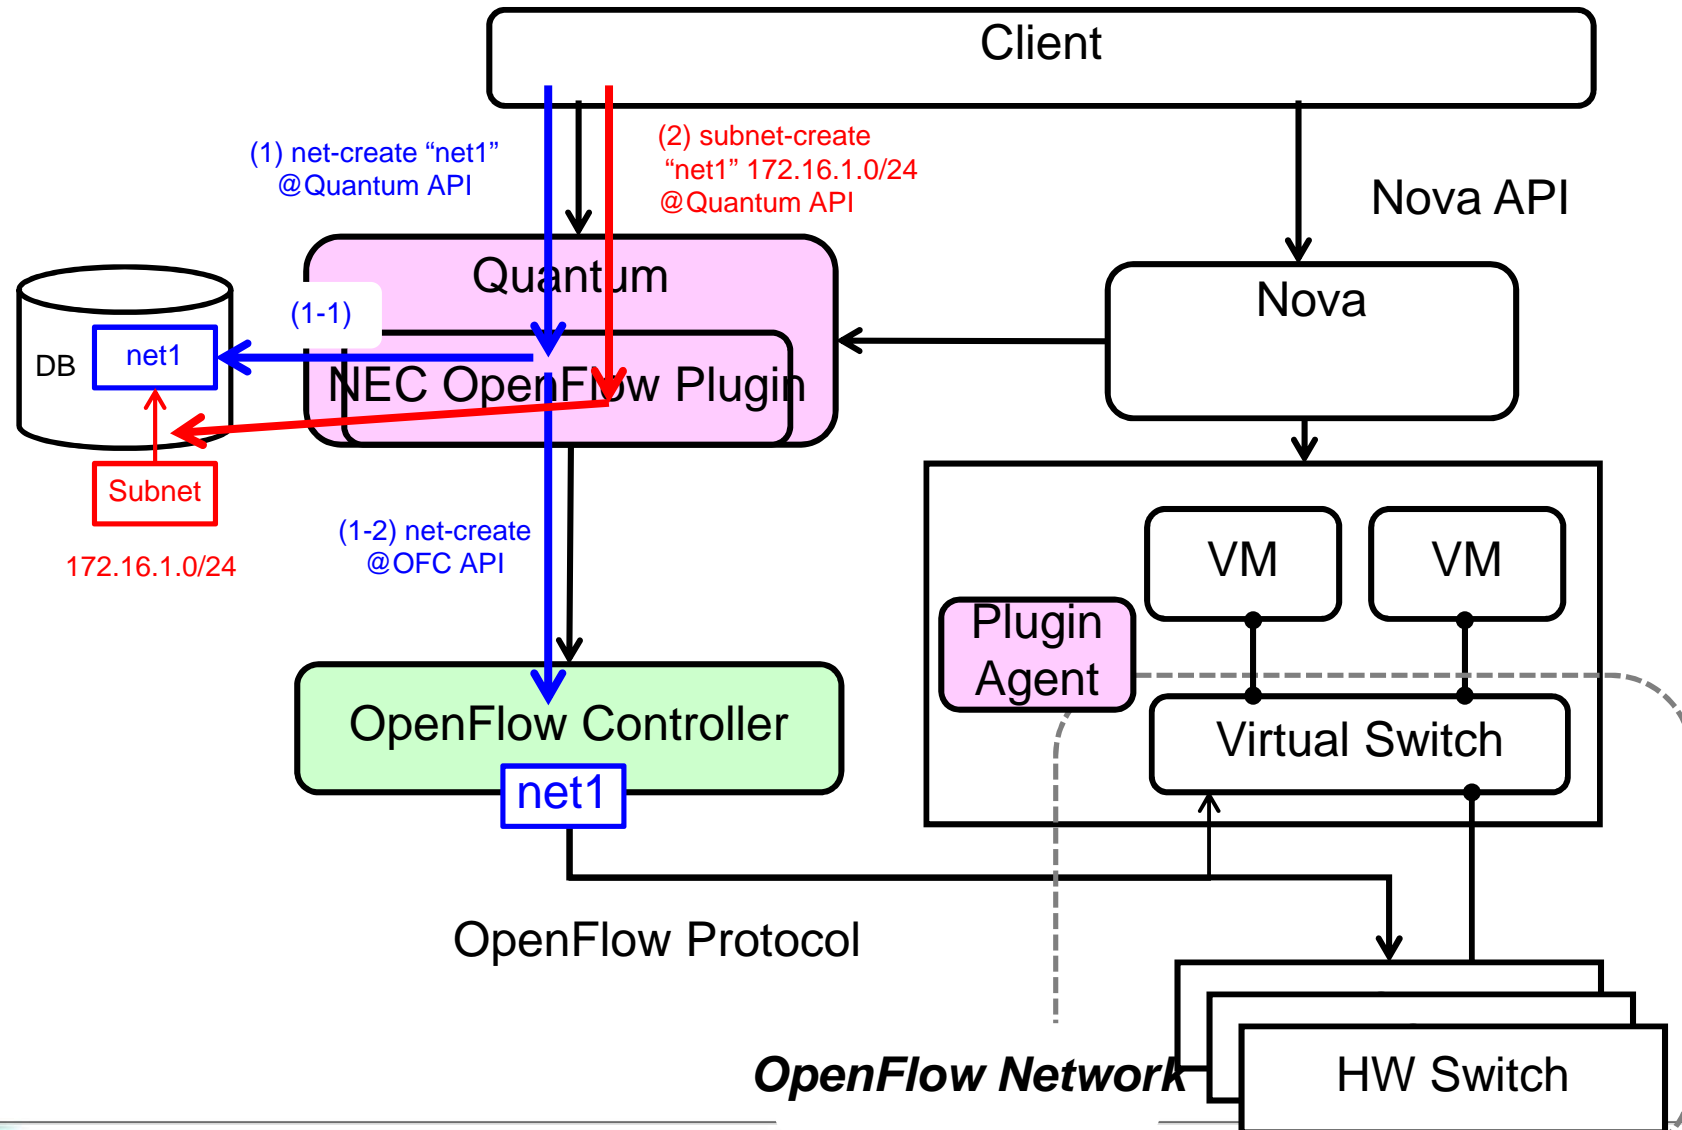 Client
(1) net-create “net1”
@Quantum API
(2) subnet-create
“net1” 172.16.1.0/24
@Quantum API
Nova API
Quantum
Nova
(1-1)
DB
net1
NEC OpenFlow Plugin
Subnet
172.16.1.0/24
(1-2) net-create
@OFC API
VM
VM
Plugin
Agent
OpenFlow Controller
Virtual Switch
net1
OpenFlow Protocol
OpenFlow Network
HW Switch